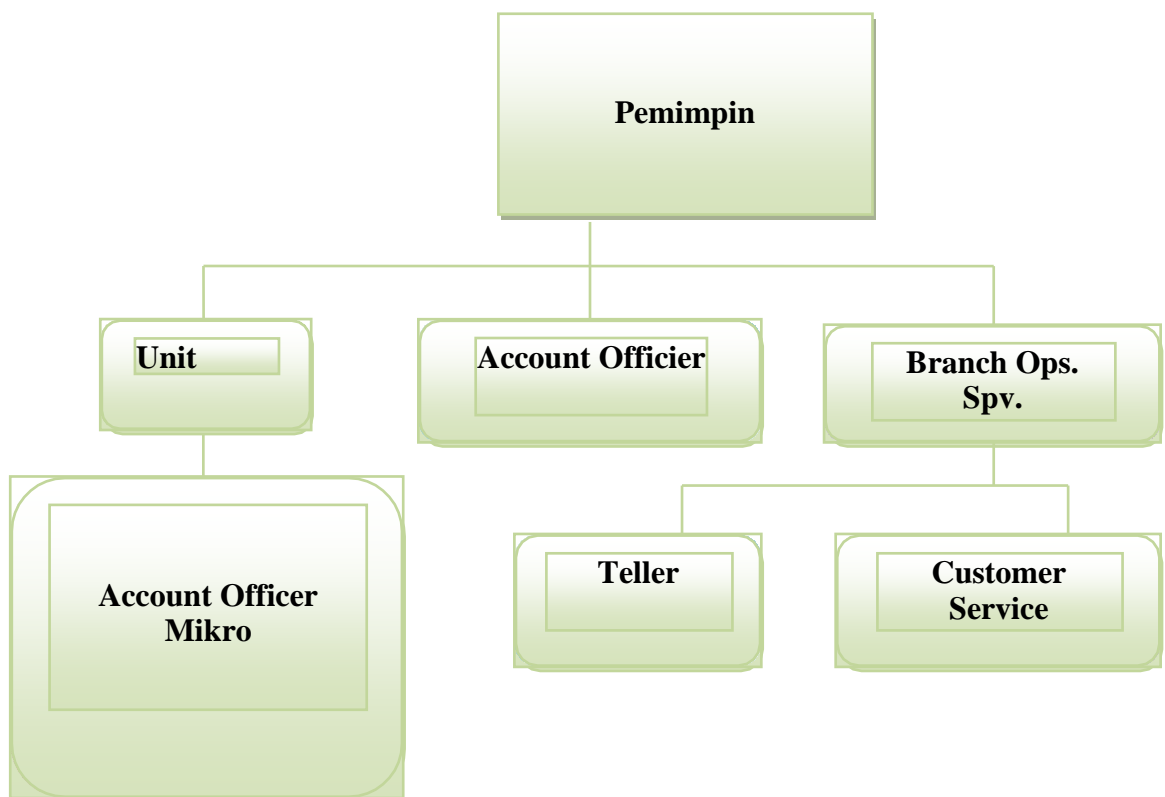 Pemimpin
Unit
Account Officier
Branch Ops.
Spv.
Account Officer
Mikro
Teller
Customer
Service